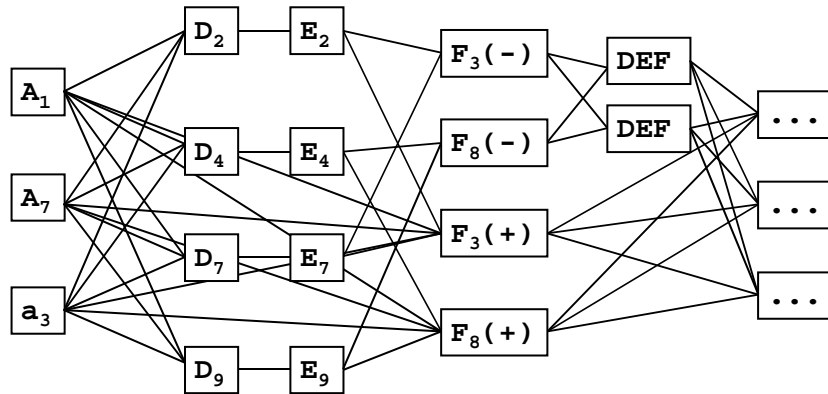 D₂ E₂ F₃(-) DEF
A₁ D₄ E₄ F₈(-) DEF ...
A₇ D₇ E₇ F₃(+) ...
a₃ D₉ E₉ F₈(+) ...